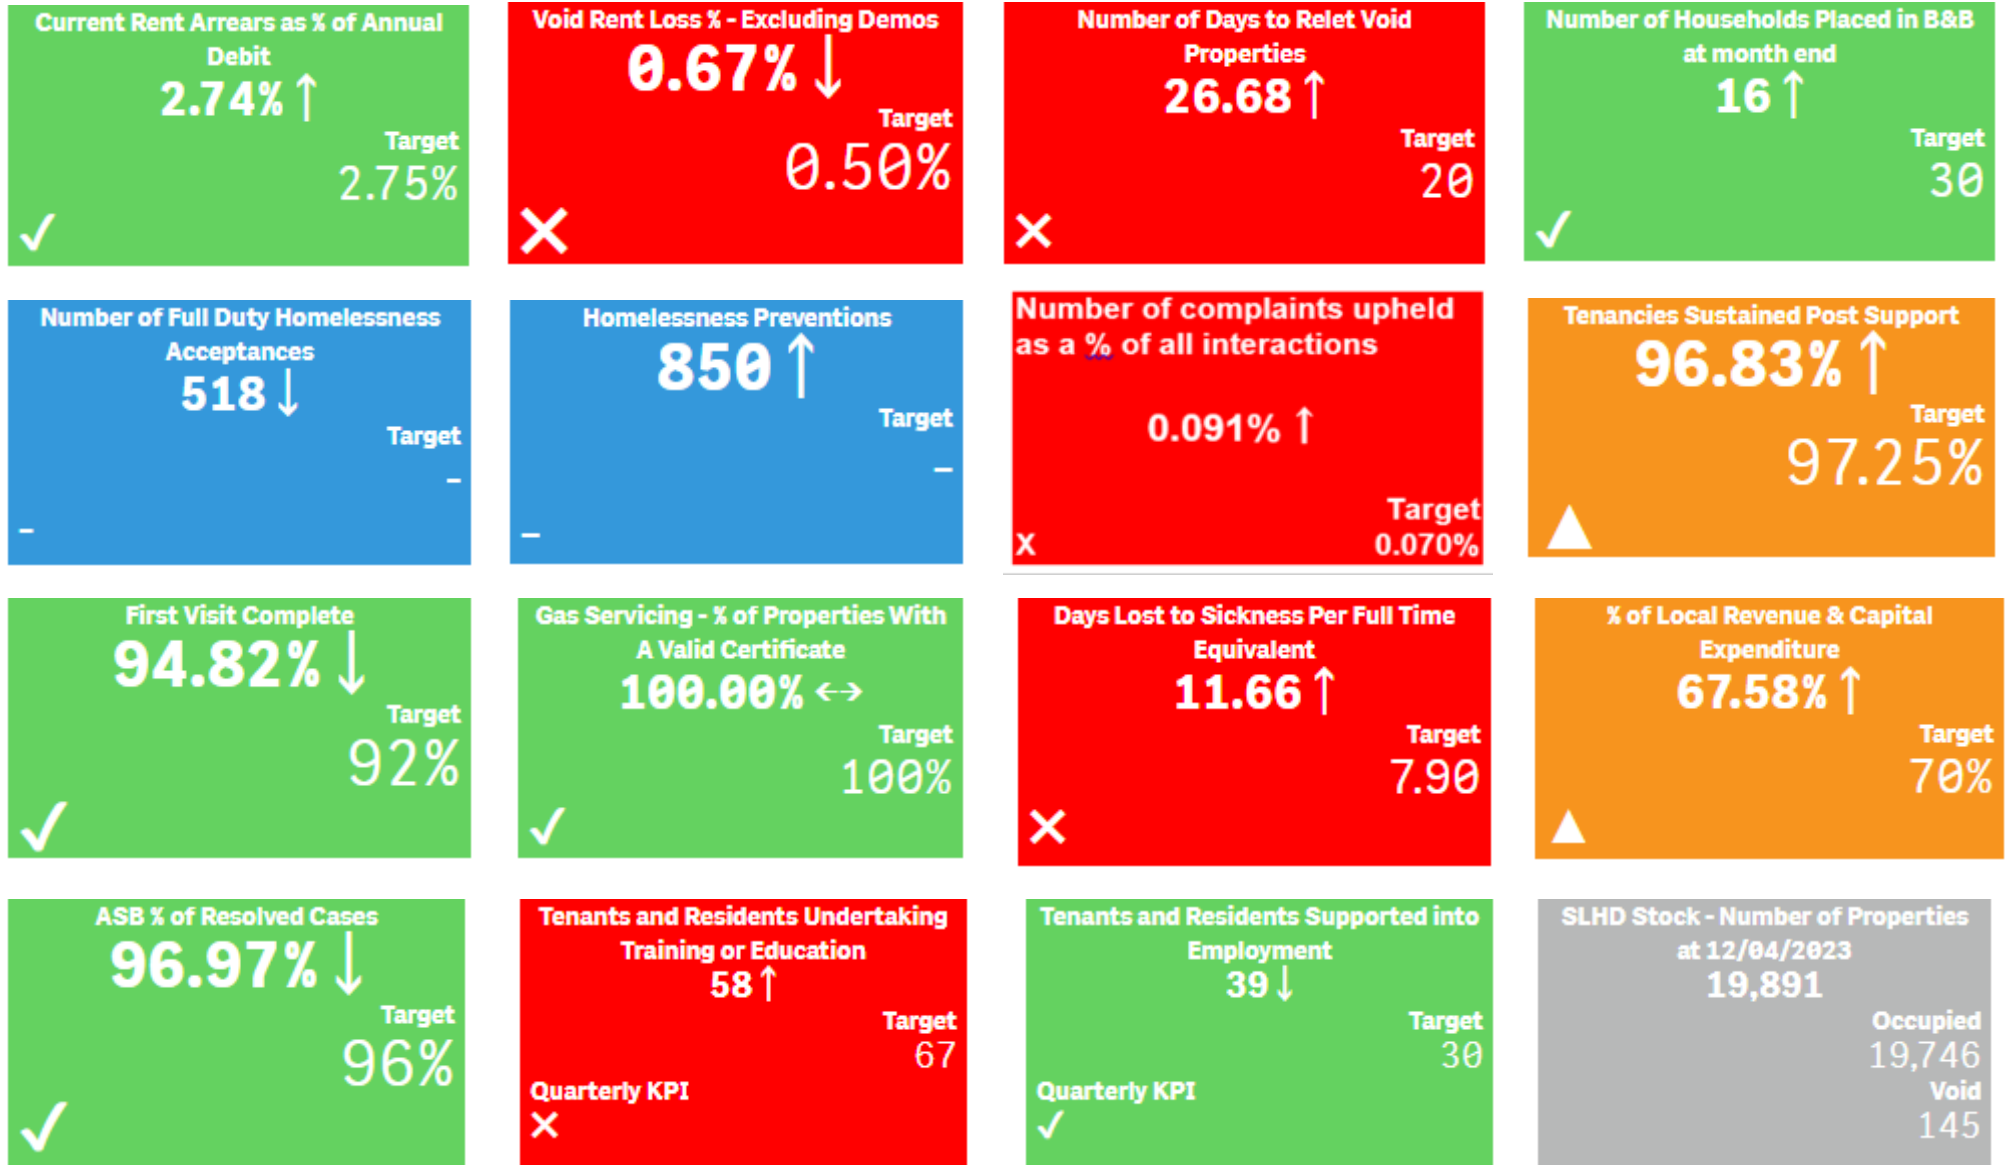 Current Rent Arrears as % of Annual
Debit
2.74% ↑
Target
2.75%
✓
Void Rent Loss % - Excluding Demos
0.67% ↓
Target
0.50%
✕
Number of Days to Relet Void
Properties
26.68 ↑
Target
20
✕
Number of Households Placed in B&B
at month end
16 ↑
Target
30
✓
Number of Full Duty Homelessness
Acceptances
518 ↓
Target
–
–
Homelessness Preventions
850 ↑
Target
–
–
Number of complaints upheld
as a % of all interactions
0.091% ↑
Target
X 0.070%
Tenancies Sustained Post Support
96.83% ↑
Target
97.25%
▲
First Visit Complete
94.82% ↓
Target
92%
✓
Gas Servicing - % of Properties With
A Valid Certificate
100.00% ↔
Target
100%
✓
Days Lost to Sickness Per Full Time
Equivalent
11.66 ↑
Target
7.90
✕
% of Local Revenue & Capital
Expenditure
67.58% ↑
Target
70%
▲
ASB % of Resolved Cases
96.97% ↓
Target
96%
✓
Tenants and Residents Undertaking
Training or Education
58 ↑
Target
67
Quarterly KPI
✕
Tenants and Residents Supported into
Employment
39 ↓
Target
30
Quarterly KPI
✓
SLHD Stock - Number of Properties
at 12/04/2023
19,891
Occupied
19,746
Void
145